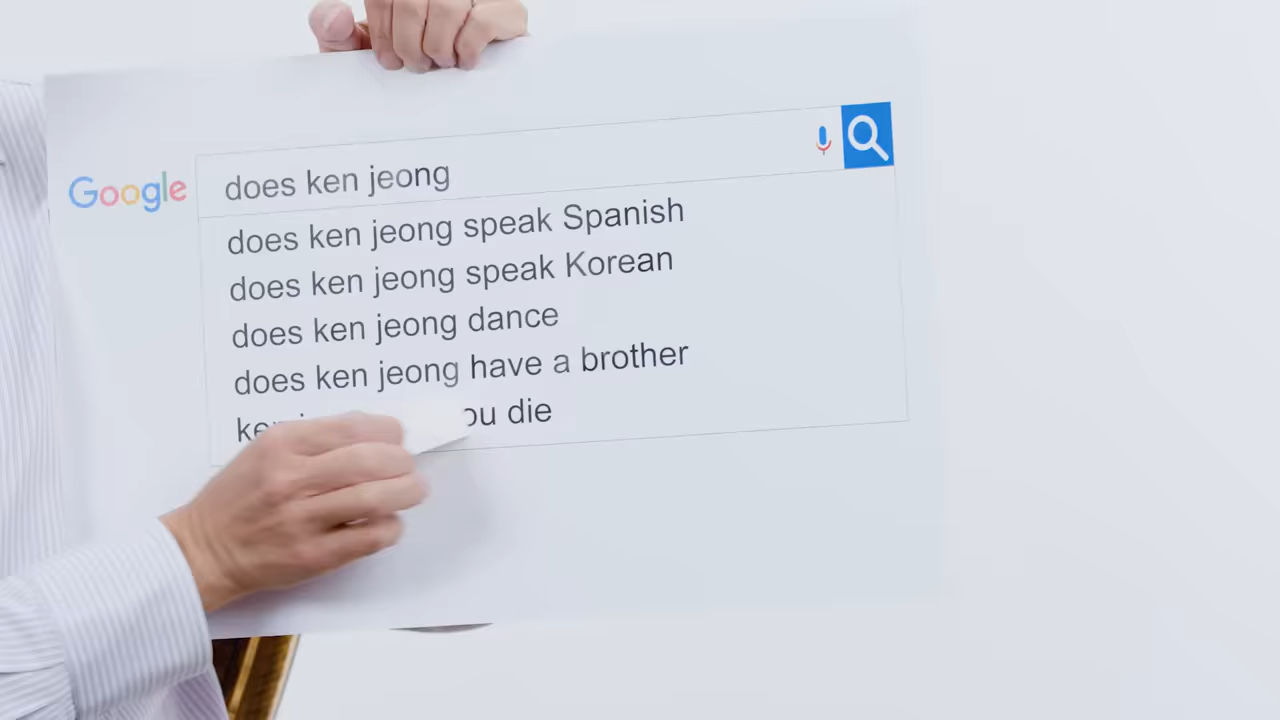 Google
does ken jeong
does ken jeong speak Spanish
does ken jeong speak Korean
does ken jeong dance
does ken jeong have a brother
die